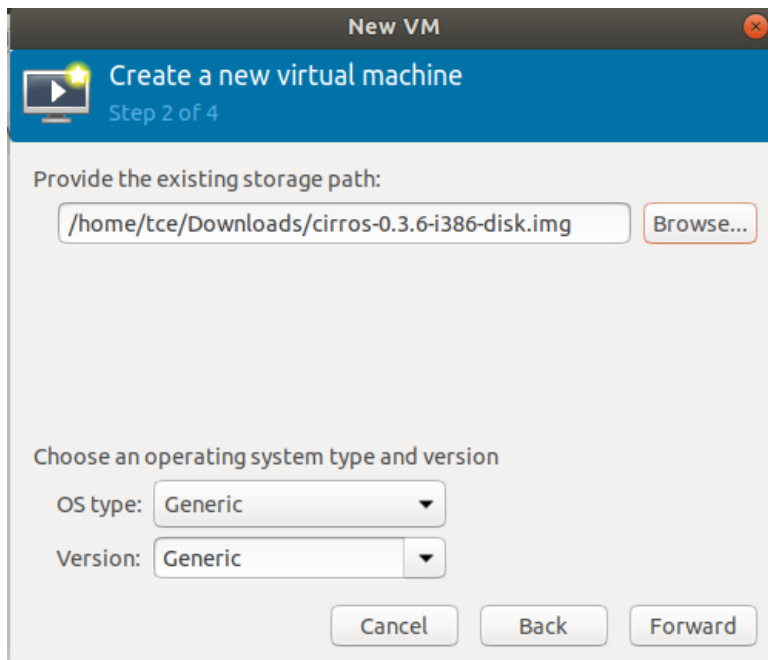 New VM
Create a new virtual machine
Step 2 of 4
Provide the existing storage path:
/home/tce/Downloads/cirros-0.3.6-i386-disk.img Browse...
Choose an operating system type and version
OS type: Generic
Version: Generic
Cancel Back Forward